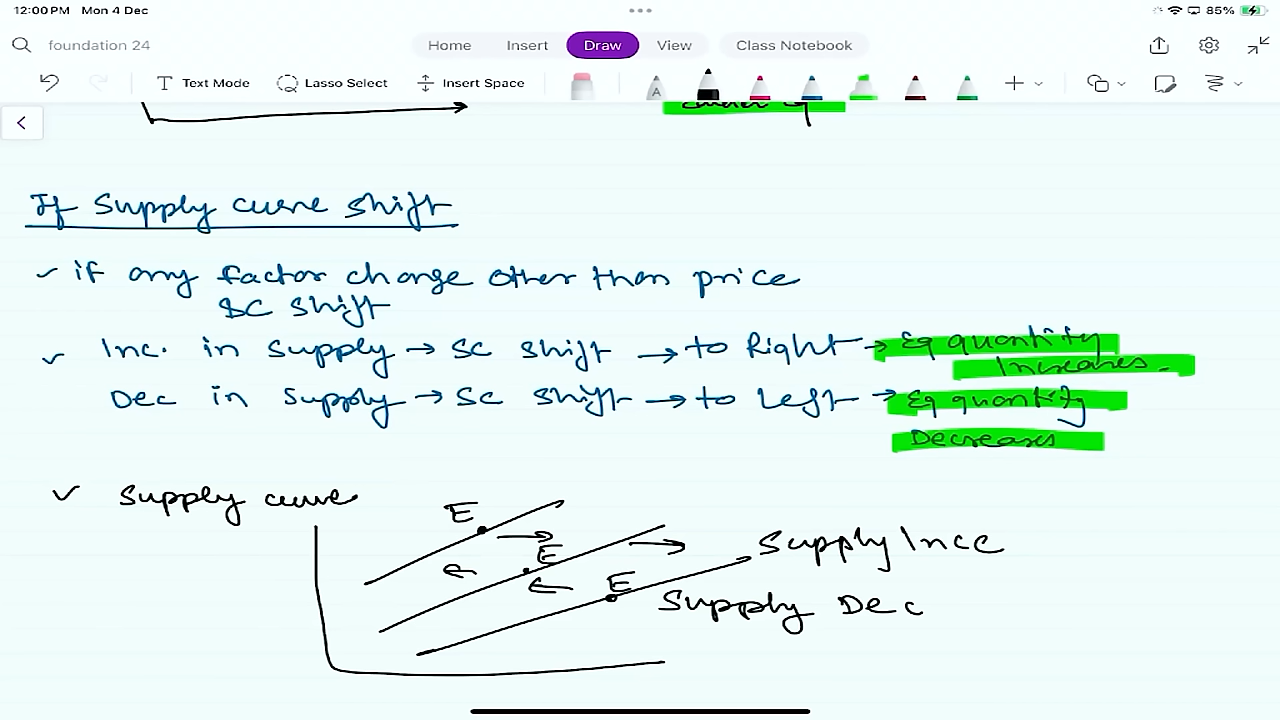 12:00 PM Mon 4 Dec
85%
foundation 24
Home Insert Draw View Class Notebook
Text Mode Lasso Select Insert Space
If Supply curve shift
if any factor change other than price
SC shift
Inc. in supply → SC shift → to Right → Eq quantity
Increases.
Dec in supply → SC shift → to Left → Eq quantity
Decreases
Supply curve
E
E
E
Supply Incc
Supply Dec